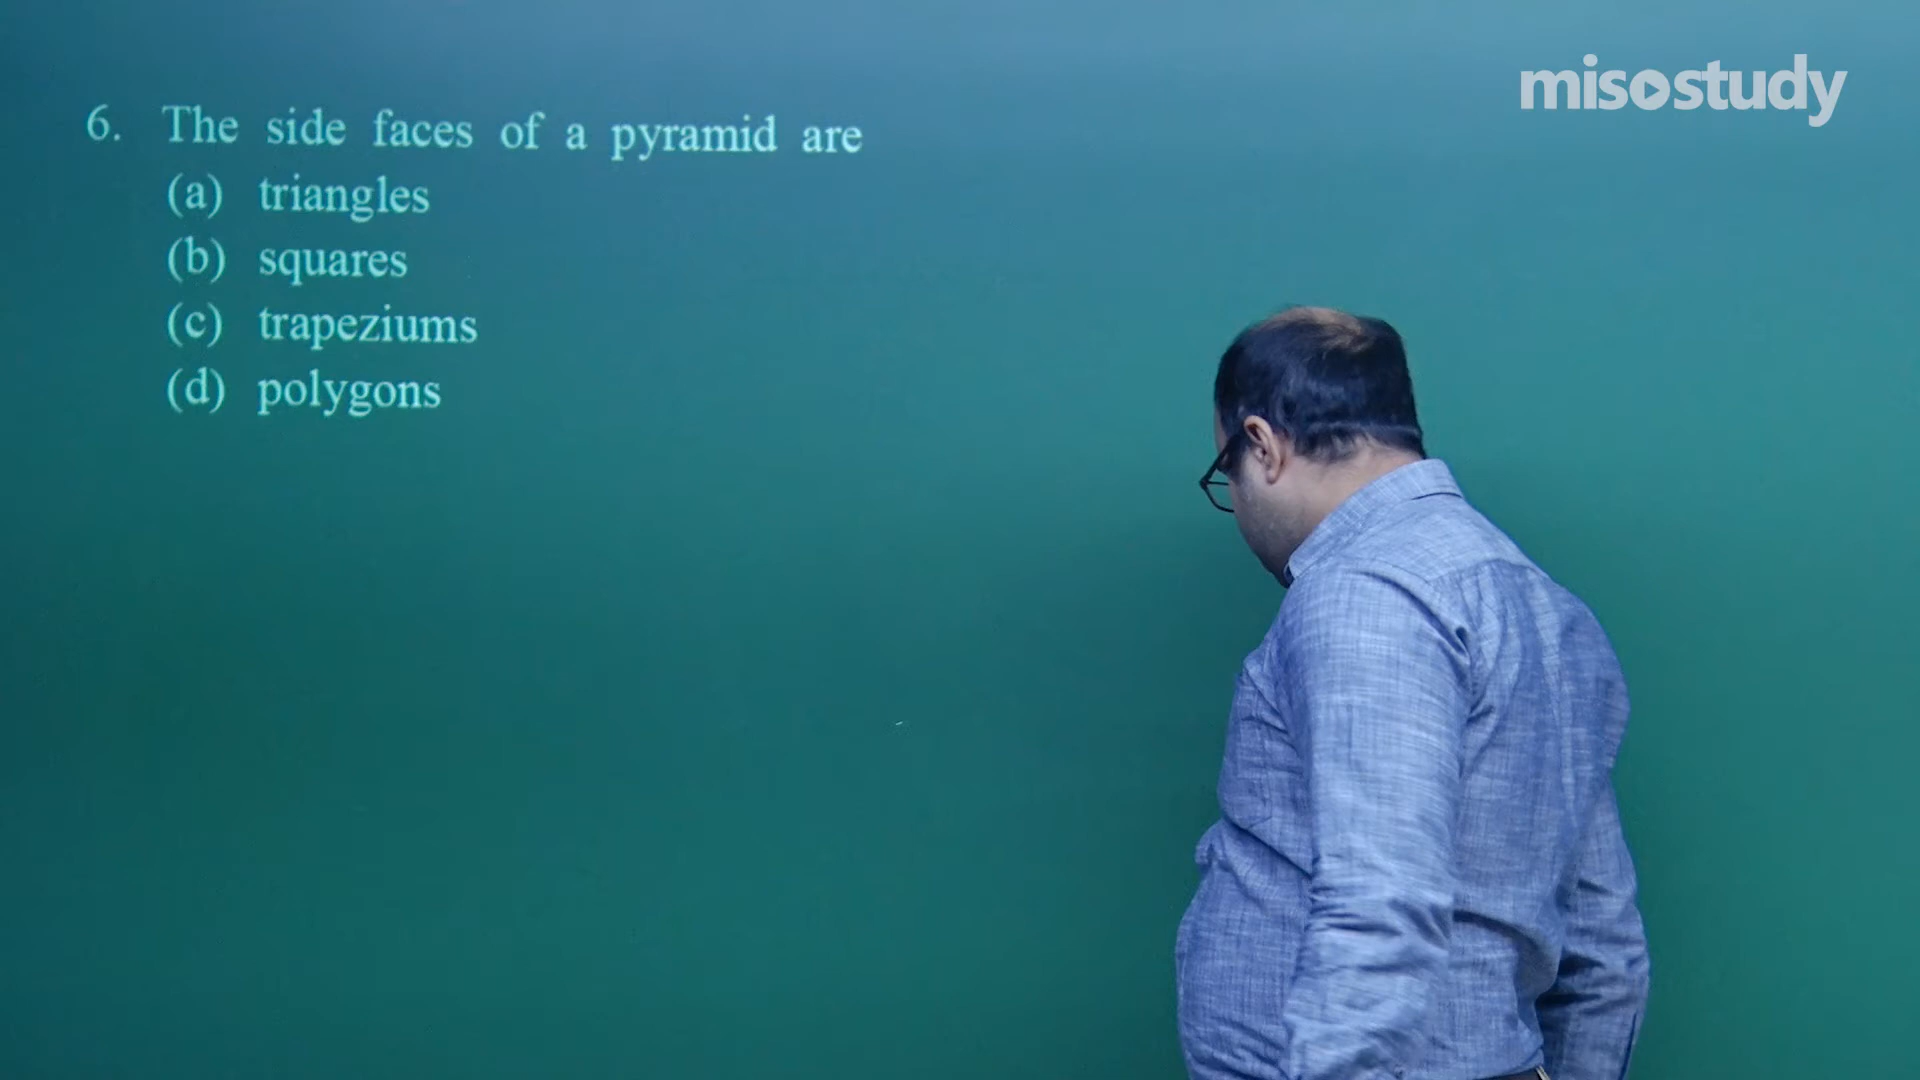 misostudy
6. The side faces of a pyramid are
(a) triangles
(b) squares
(c) trapeziums
(d) polygons